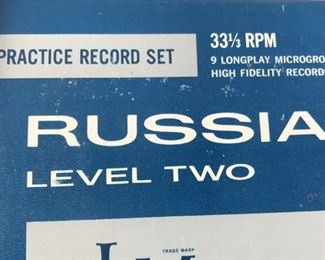 PRACTICE RECORD SET
33⅓ RPM
9 LONGPLAY MICROGRO
HIGH FIDELITY RECORD
RUSSIA
LEVEL TWO
TRADE MARK